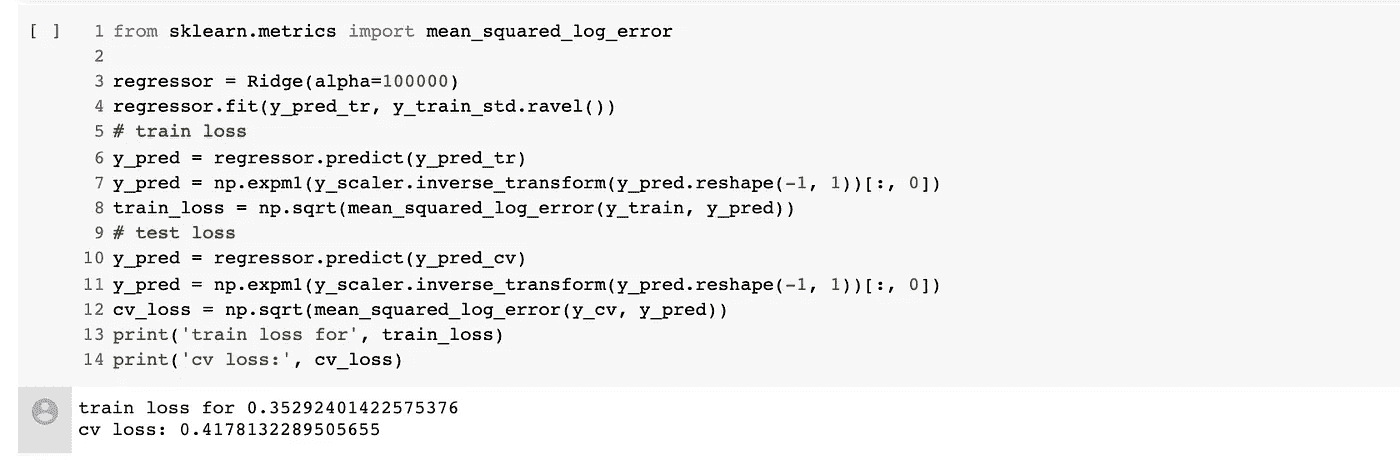 [ ] 1 from sklearn.metrics import mean_squared_log_error
2
3 regressor = Ridge(alpha=100000)
4 regressor.fit(y_pred_tr, y_train_std.ravel())
5 # train loss
6 y_pred = regressor.predict(y_pred_tr)
7 y_pred = np.expm1(y_scaler.inverse_transform(y_pred.reshape(-1, 1))[:, 0])
8 train_loss = np.sqrt(mean_squared_log_error(y_train, y_pred))
9 # test loss
10 y_pred = regressor.predict(y_pred_cv)
11 y_pred = np.expm1(y_scaler.inverse_transform(y_pred.reshape(-1, 1))[:, 0])
12 cv_loss = np.sqrt(mean_squared_log_error(y_cv, y_pred))
13 print('train loss for', train_loss)
14 print('cv loss:', cv_loss)
train loss for 0.35292401422575376
cv loss: 0.4178132289505655